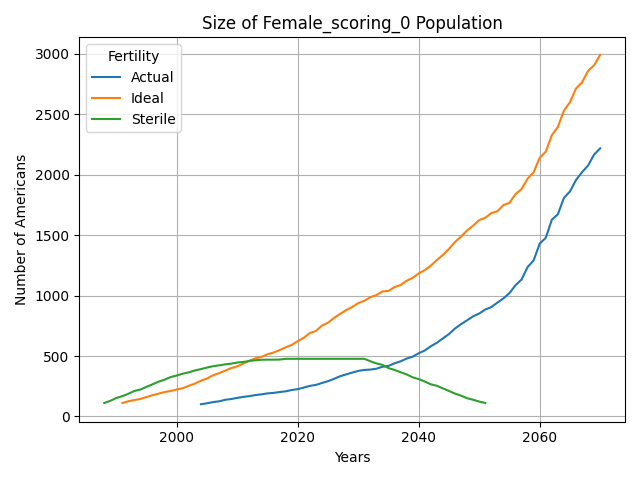 Size of Female_scoring_0 Population
Fertility
Actual
Ideal
Sterile
Number of Americans
3000
2500
2000
1500
1000
500
0
2000
2020
2040
2060
Years